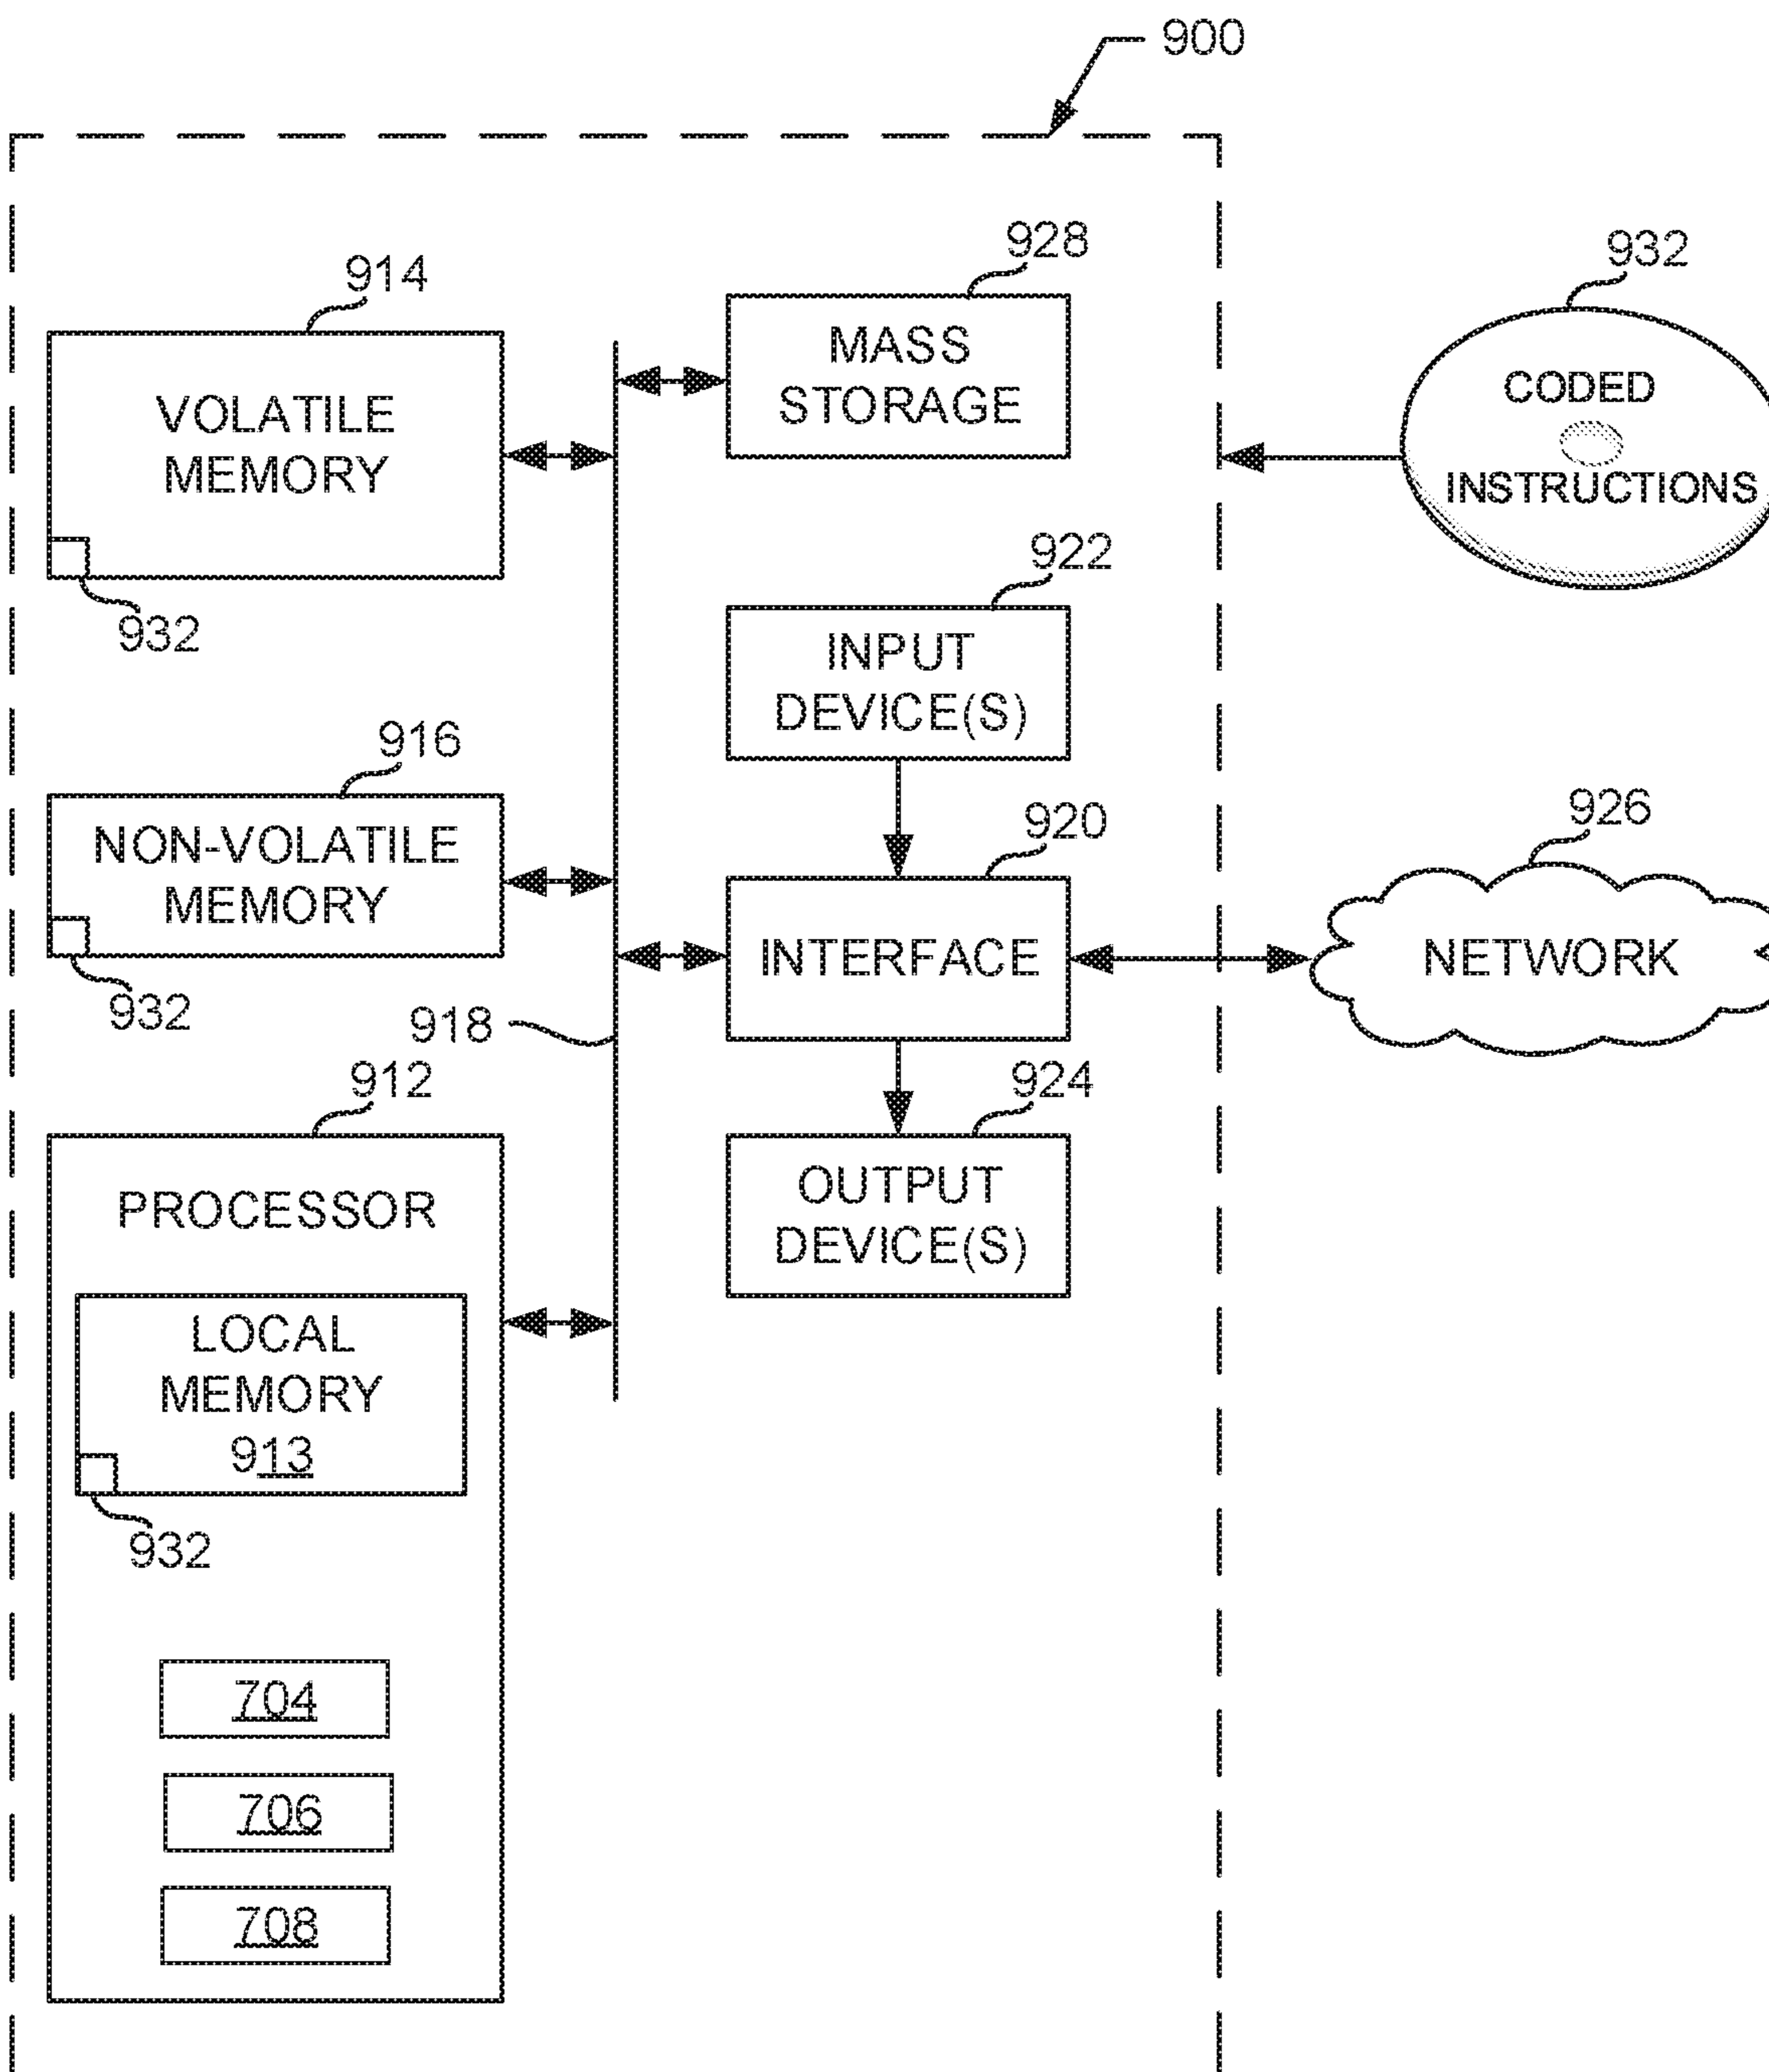 900
928
932
914
MASS
STORAGE
CODED
INSTRUCTIONS
VOLATILE
MEMORY
922
932
INPUT
DEVICE(S)
916
920
926
NON-VOLATILE
MEMORY
INTERFACE
NETWORK
932
918
912
924
PROCESSOR
OUTPUT
DEVICE(S)
LOCAL
MEMORY
913
932
704
706
708